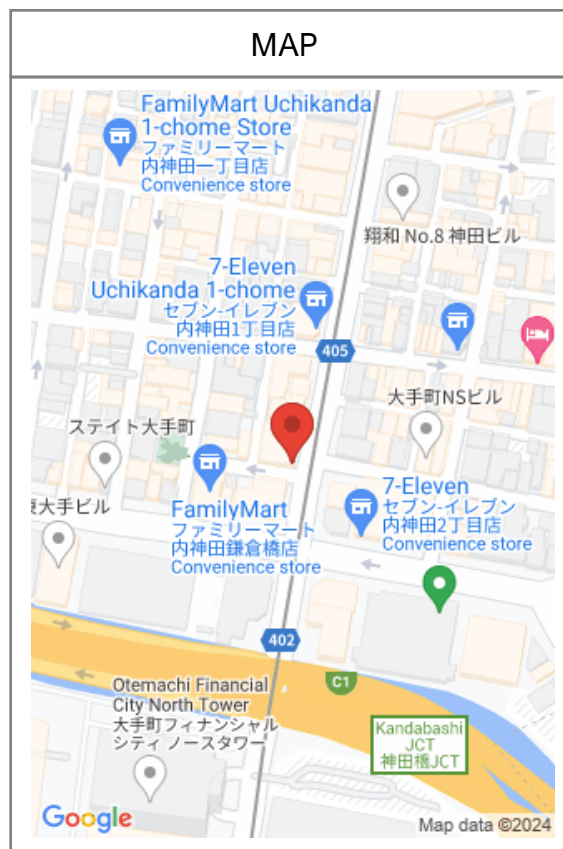 MAP
FamilyMart Uchikanda
1-chome Store
ファミリーマート
内神田一丁目店
Convenience store
翔和 No.8 神田ビル
7-Eleven
Uchikanda 1-chome
セブン-イレブン
内神田1丁目店
Convenience store
405
大手町NSビル
ステイト大手町
7-Eleven
セブン-イレブン
内神田2丁目店
Convenience store
FamilyMart
ファミリーマート
内神田鎌倉橋店
Convenience store
大手ビル
402
C1
Otemachi Financial
City North Tower
大手町フィナンシャル
シティ ノースタワー
Kandabashi
JCT
神田橋JCT
Google
Map data ©2024